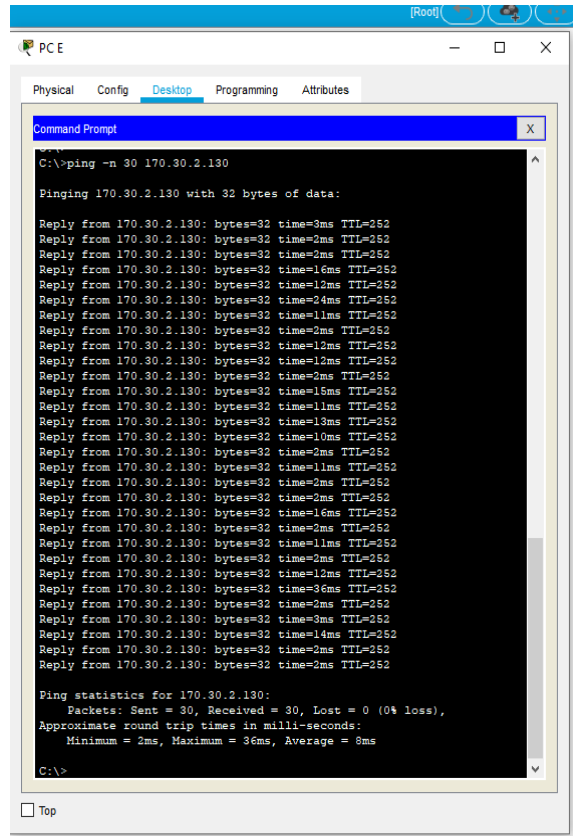 [Root]
PC E
Physical Config Desktop Programming Attributes
Command Prompt
X
C:\>ping -n 30 170.30.2.130
Pinging 170.30.2.130 with 32 bytes of data:
Reply from 170.30.2.130: bytes=32 time=3ms TTL=252
Reply from 170.30.2.130: bytes=32 time=2ms TTL=252
Reply from 170.30.2.130: bytes=32 time=2ms TTL=252
Reply from 170.30.2.130: bytes=32 time=16ms TTL=252
Reply from 170.30.2.130: bytes=32 time=12ms TTL=252
Reply from 170.30.2.130: bytes=32 time=24ms TTL=252
Reply from 170.30.2.130: bytes=32 time=11ms TTL=252
Reply from 170.30.2.130: bytes=32 time=2ms TTL=252
Reply from 170.30.2.130: bytes=32 time=12ms TTL=252
Reply from 170.30.2.130: bytes=32 time=12ms TTL=252
Reply from 170.30.2.130: bytes=32 time=2ms TTL=252
Reply from 170.30.2.130: bytes=32 time=15ms TTL=252
Reply from 170.30.2.130: bytes=32 time=11ms TTL=252
Reply from 170.30.2.130: bytes=32 time=13ms TTL=252
Reply from 170.30.2.130: bytes=32 time=10ms TTL=252
Reply from 170.30.2.130: bytes=32 time=2ms TTL=252
Reply from 170.30.2.130: bytes=32 time=11ms TTL=252
Reply from 170.30.2.130: bytes=32 time=2ms TTL=252
Reply from 170.30.2.130: bytes=32 time=2ms TTL=252
Reply from 170.30.2.130: bytes=32 time=16ms TTL=252
Reply from 170.30.2.130: bytes=32 time=2ms TTL=252
Reply from 170.30.2.130: bytes=32 time=11ms TTL=252
Reply from 170.30.2.130: bytes=32 time=2ms TTL=252
Reply from 170.30.2.130: bytes=32 time=12ms TTL=252
Reply from 170.30.2.130: bytes=32 time=36ms TTL=252
Reply from 170.30.2.130: bytes=32 time=2ms TTL=252
Reply from 170.30.2.130: bytes=32 time=3ms TTL=252
Reply from 170.30.2.130: bytes=32 time=14ms TTL=252
Reply from 170.30.2.130: bytes=32 time=2ms TTL=252
Reply from 170.30.2.130: bytes=32 time=2ms TTL=252
Ping statistics for 170.30.2.130:
Packets: Sent = 30, Received = 30, Lost = 0 (0% loss),
Approximate round trip times in milli-seconds:
Minimum = 2ms, Maximum = 36ms, Average = 8ms
C:\>
Top